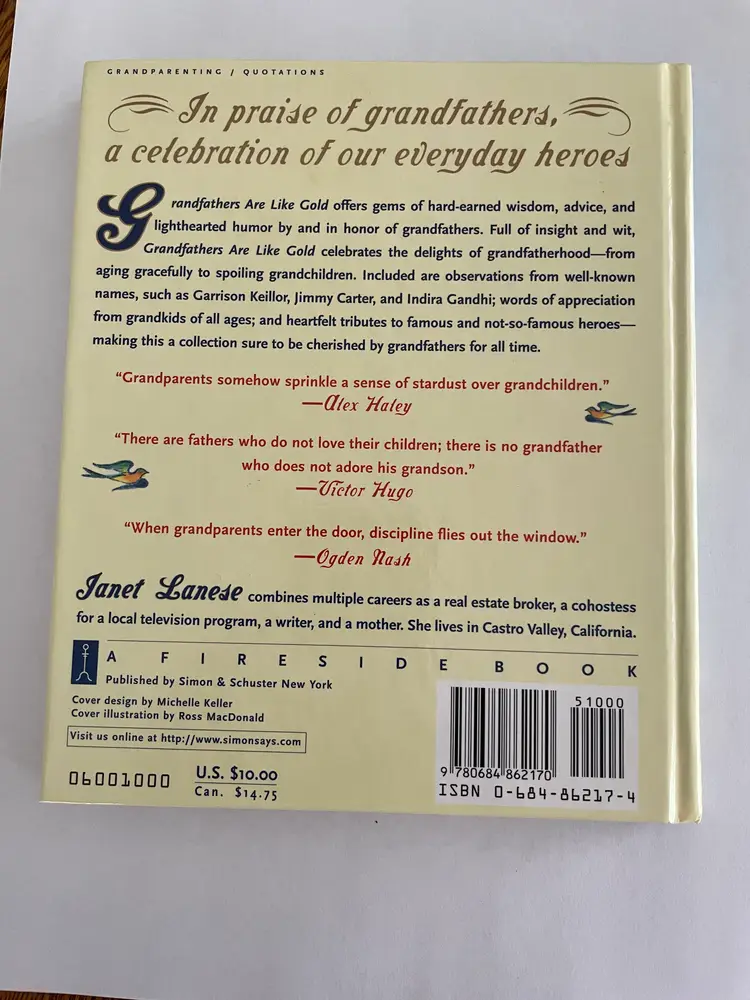 GRANDPARENTING / QUOTATIONS
In praise of grandfathers,
a celebration of our everyday heroes
Grandfathers Are Like Gold offers gems of hard-earned wisdom, advice, and
lighthearted humor by and in honor of grandfathers. Full of insight and wit,
Grandfathers Are Like Gold celebrates the delights of grandfatherhood—from
aging gracefully to spoiling grandchildren. Included are observations from well-known
names, such as Garrison Keillor, Jimmy Carter, and Indira Gandhi; words of appreciation
from grandkids of all ages; and heartfelt tributes to famous and not-so-famous heroes—
making this a collection sure to be cherished by grandfathers for all time.
“Grandparents somehow sprinkle a sense of stardust over grandchildren.”
—Alex Haley
“There are fathers who do not love their children; there is no grandfather
who does not adore his grandson.”
—Victor Hugo
“When grandparents enter the door, discipline flies out the window.”
—Ogden Nash
Janet Lanese combines multiple careers as a real estate broker, a cohostess
for a local television program, a writer, and a mother. She lives in Castro Valley, California.
A FIRESIDE BOOK
Published by Simon & Schuster New York
Cover design by Michelle Keller
Cover illustration by Ross MacDonald
Visit us online at http://www.simonsays.com
06001000
U.S. $10.00
Can. $14.75
51000
9 780684 862170
ISBN 0-684-86217-4